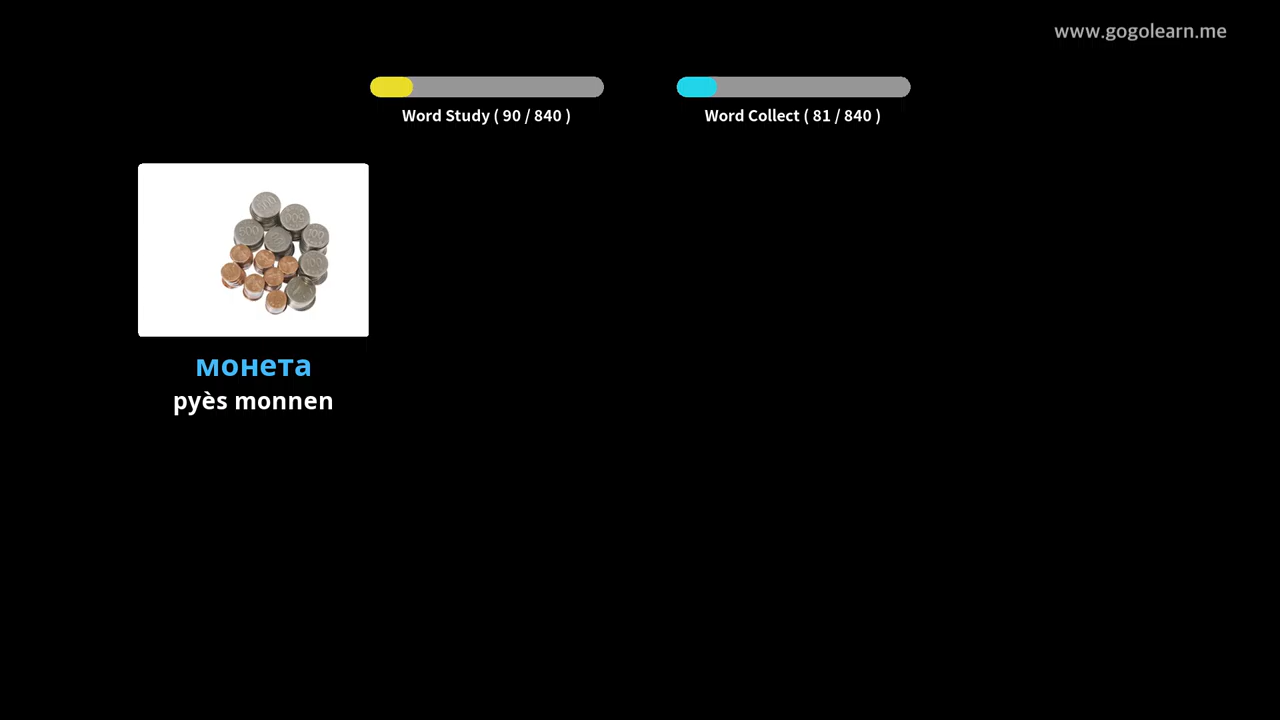 www.gogolearn.me
Word Study ( 90 / 840 )
Word Collect ( 81 / 840 )
монета
pyès monnen